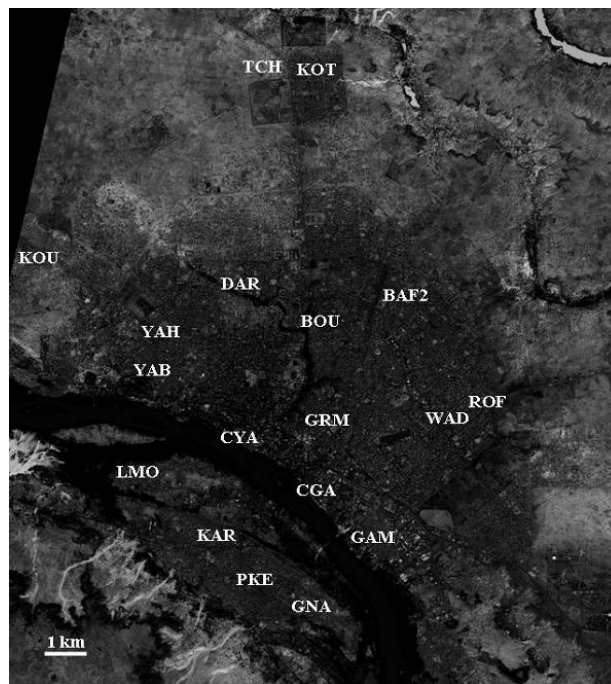 TCH KOT
KOU
DAR
BAF2
BOU
YAH
YAB
ROF
GRM WAD
CYA
LMO
CGA
KAR GAM
PKE
GNA
1 km